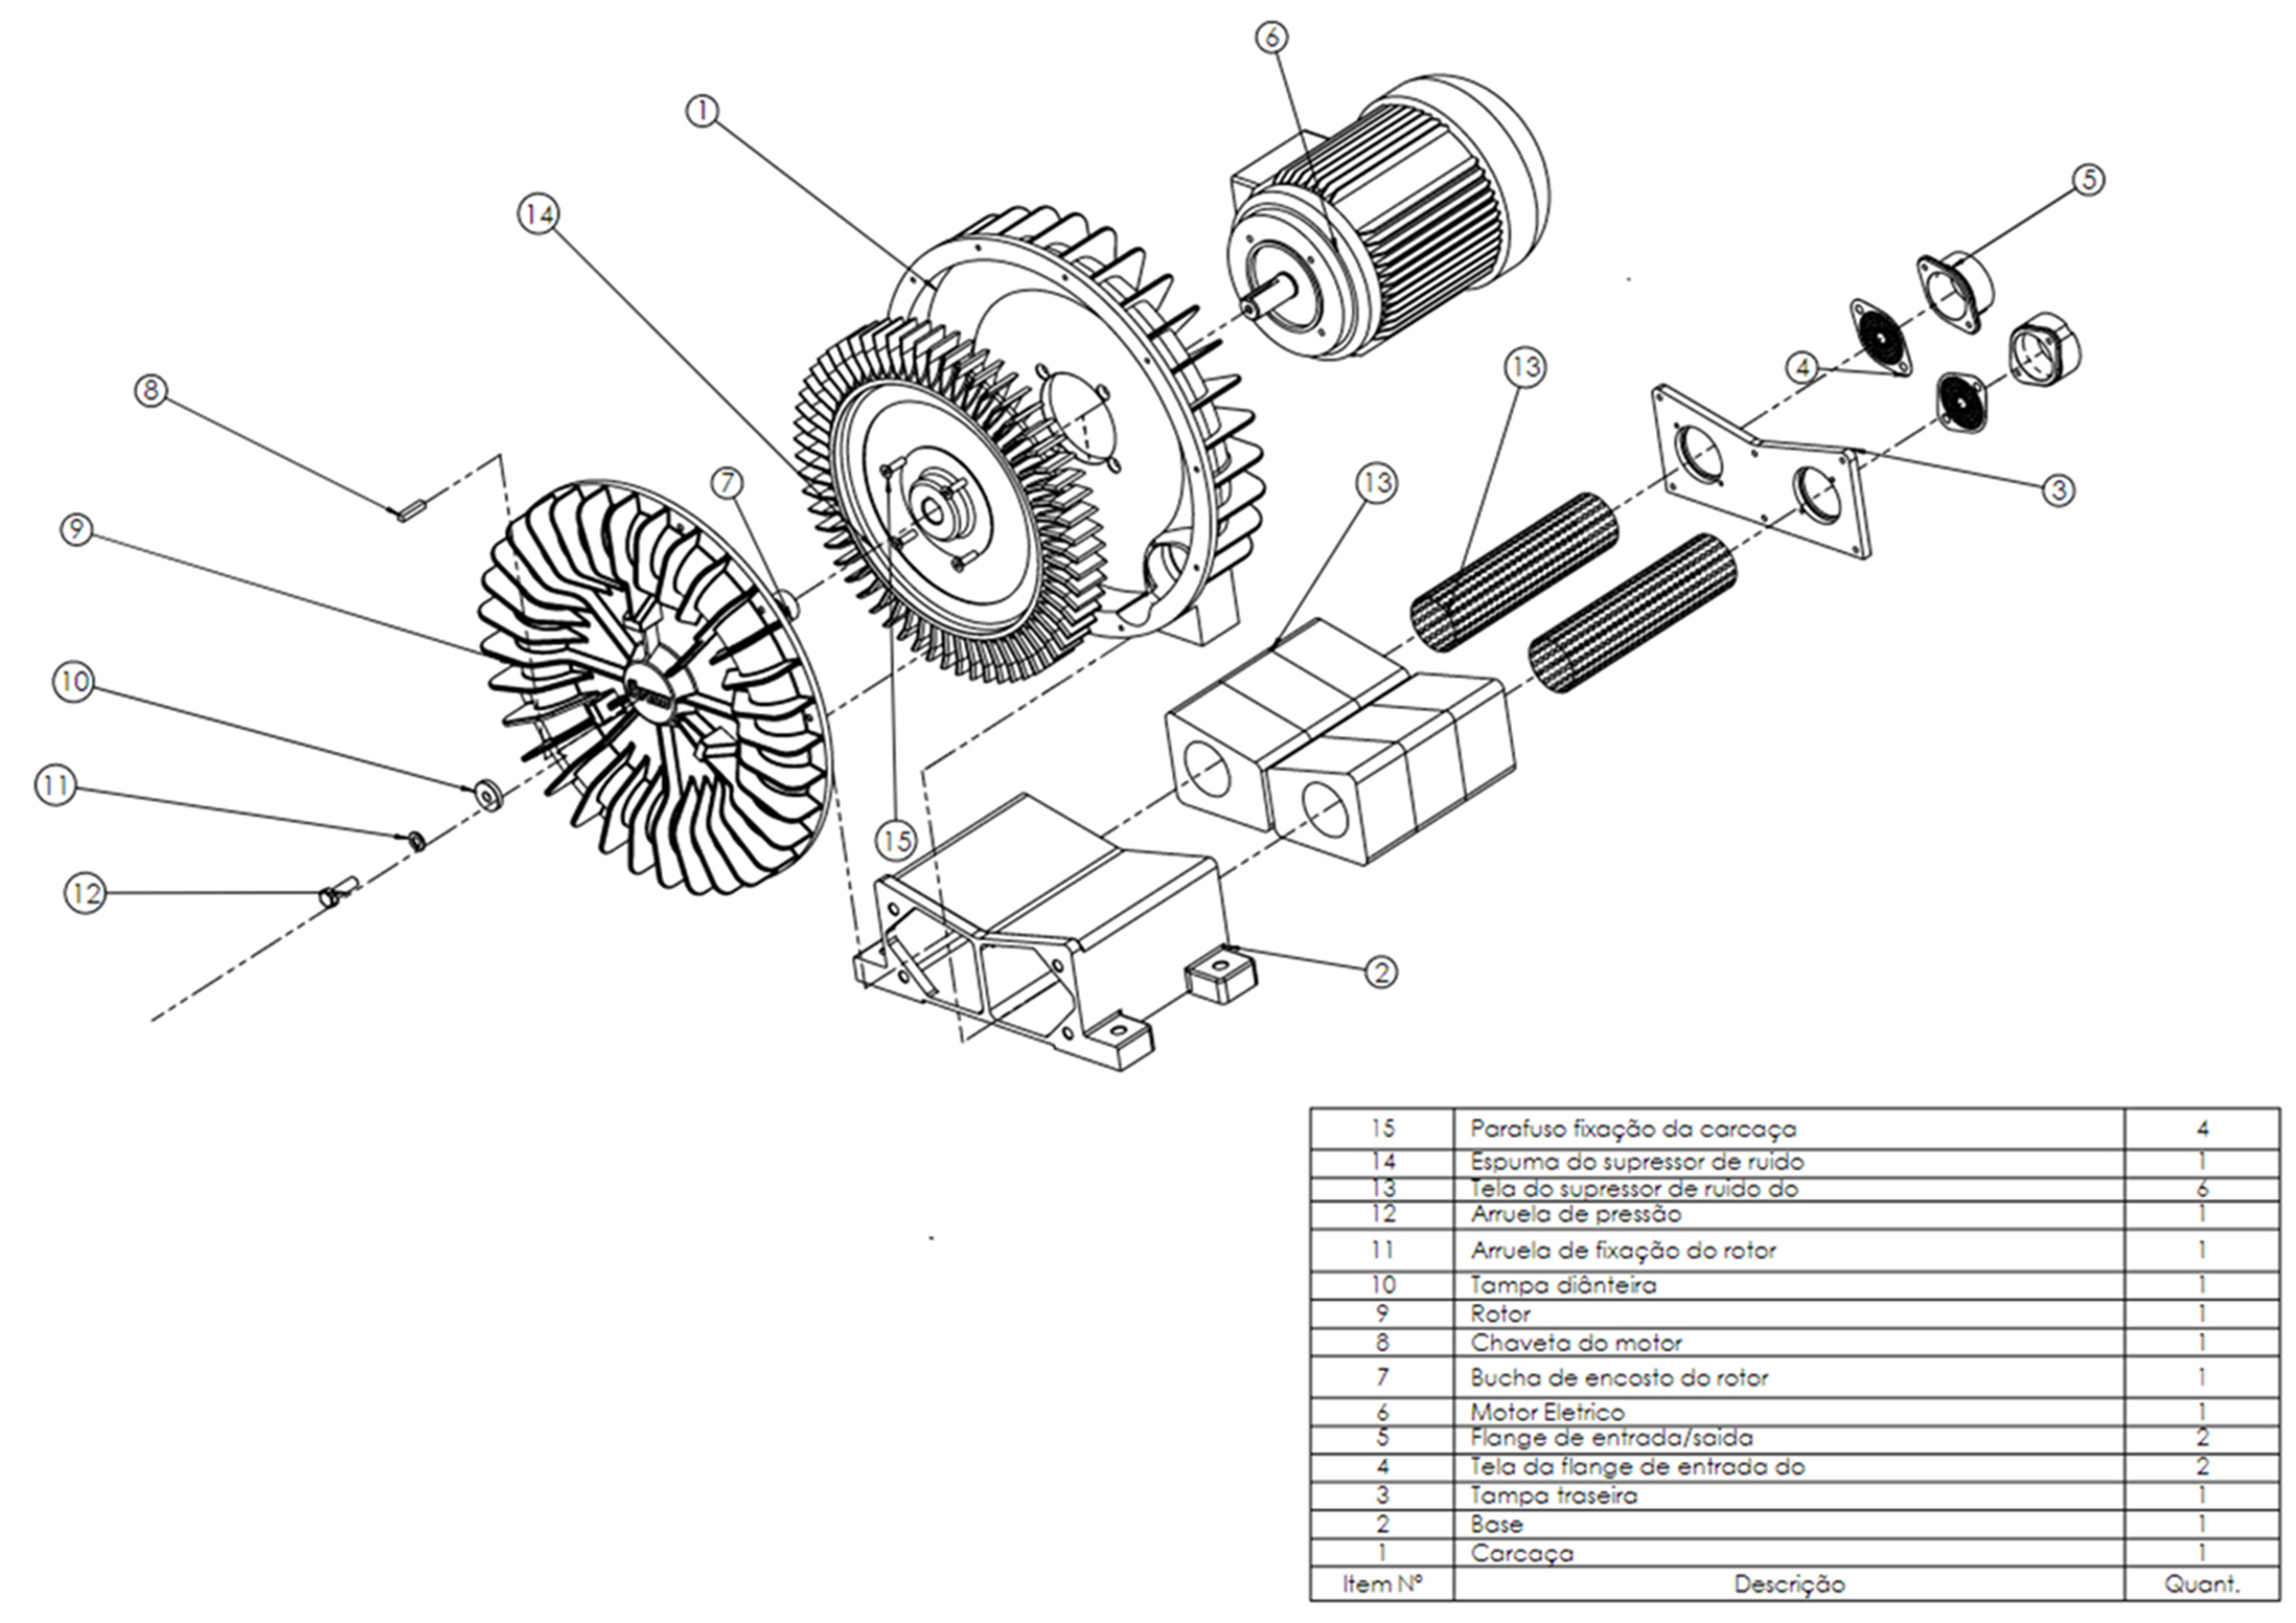 6
1
5
14
13
4
8
7
13
3
9
10
11
15
12
2
15 Parafuso fixação da carcaça 4
14 Espuma do supressor de ruido 1
13 Tela do supressor de ruido do 6
12 Arruela de pressão 1
11 Arruela de fixação do rotor 1
10 Tampa diânteira 1
9 Rotor 1
8 Chaveta do motor 1
7 Bucha de encosto do rotor 1
6 Motor Eletrico 1
5 Flange de entrada/saida 2
4 Tela da flange de entrada do 2
3 Tampa traseira 1
2 Base 1
1 Carcaça 1
Item Nº Descrição Quant.